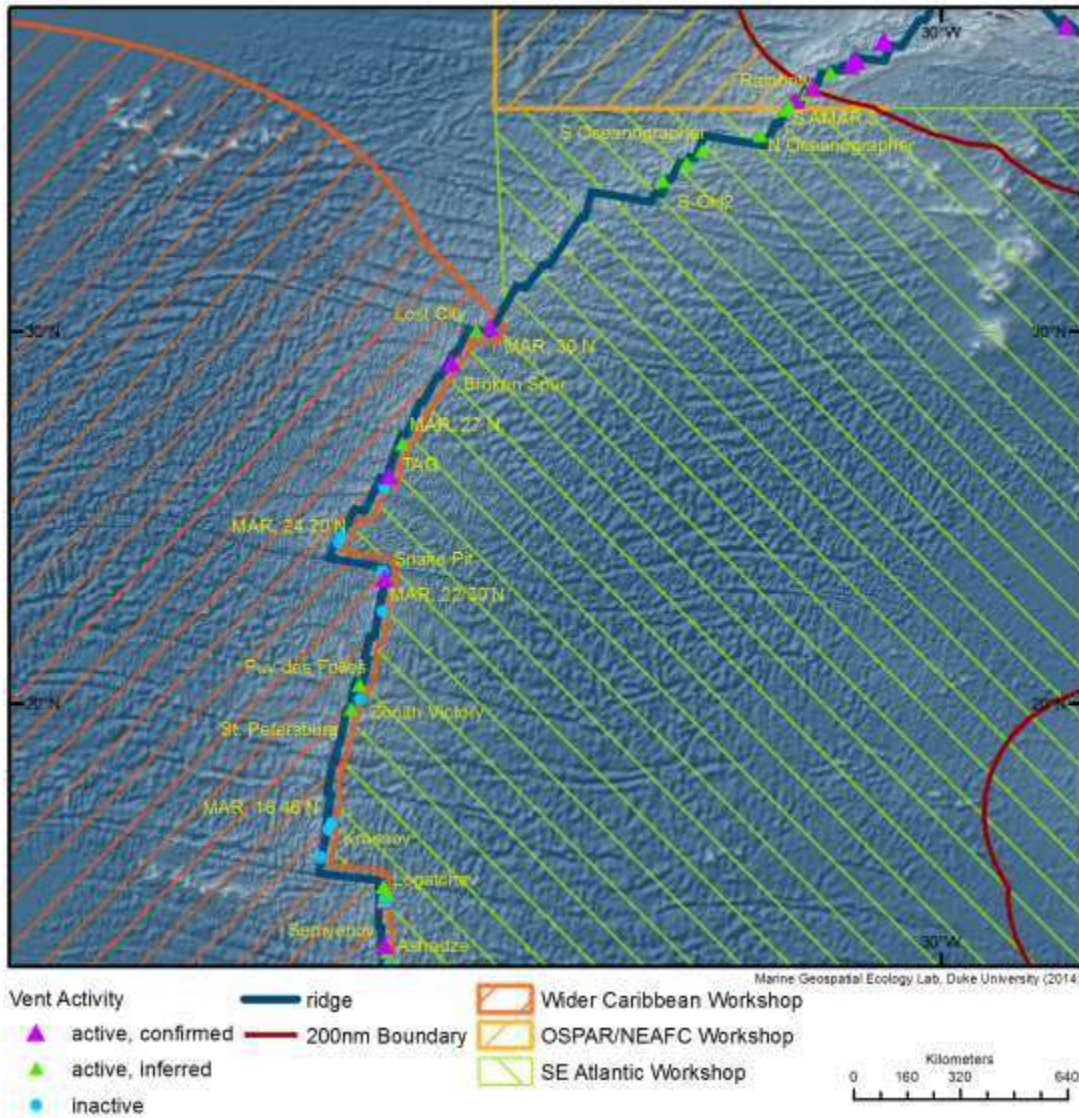 30°W
Rainbow
S AMAR
S Oceanographer
N Oceanographer
S OH2
Lost City
30°N
30°N
MAR, 30 N
Broken Spur
MAR, 27 N
TAG
MAR, 24 20'N
Snake Pit
MAR, 22 30'N
Puy des Folles
20°N
20°N
Zenith Victory
St. Petersburg
MAR, 16 46'N
Krasnov
Logatchev
Semyenov
Ashadze
30°W
Marine Geospatial Ecology Lab, Duke University (2014)
Vent Activity
active, confirmed
active, inferred
inactive
ridge
200nm Boundary
Wider Caribbean Workshop
OSPAR/NEAFC Workshop
SE Atlantic Workshop
Kilometers
0 160 320 640